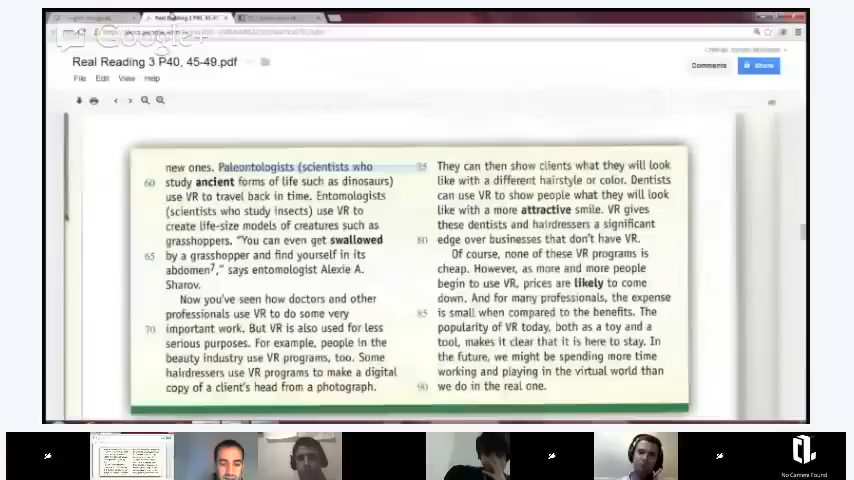 Real Reading 3 P40, 45-49.pdf
Google+
Real Reading 3 P40, 45-49.pdf
File Edit View Help
Comments
Share
new ones. Paleontologists (scientists who
60 study ancient forms of life such as dinosaurs)
use VR to travel back in time. Entomologists
(scientists who study insects) use VR to
create life-size models of creatures such as
grasshoppers. "You can even get swallowed
65 by a grasshopper and find yourself in its
abdomen7," says entomologist Alexie A.
Sharov.
Now you've seen how doctors and other
professionals use VR to do some very
70 important work. But VR is also used for less
serious purposes. For example, people in the
beauty industry use VR programs, too. Some
hairdressers use VR programs to make a digital
copy of a client's head from a photograph.
They can then show clients what they will look
like with a different hairstyle or color. Dentists
can use VR to show people what they will look
like with a more attractive smile. VR gives
these dentists and hairdressers a significant
80 edge over businesses that don't have VR.
Of course, none of these VR programs is
cheap. However, as more and more people
begin to use VR, prices are likely to come
down. And for many professionals, the expense
85 is small when compared to the benefits. The
popularity of VR today, both as a toy and a
tool, makes it clear that it is here to stay. In
the future, we might be spending more time
working and playing in the virtual world than
90 we do in the real one.
No Camera Found